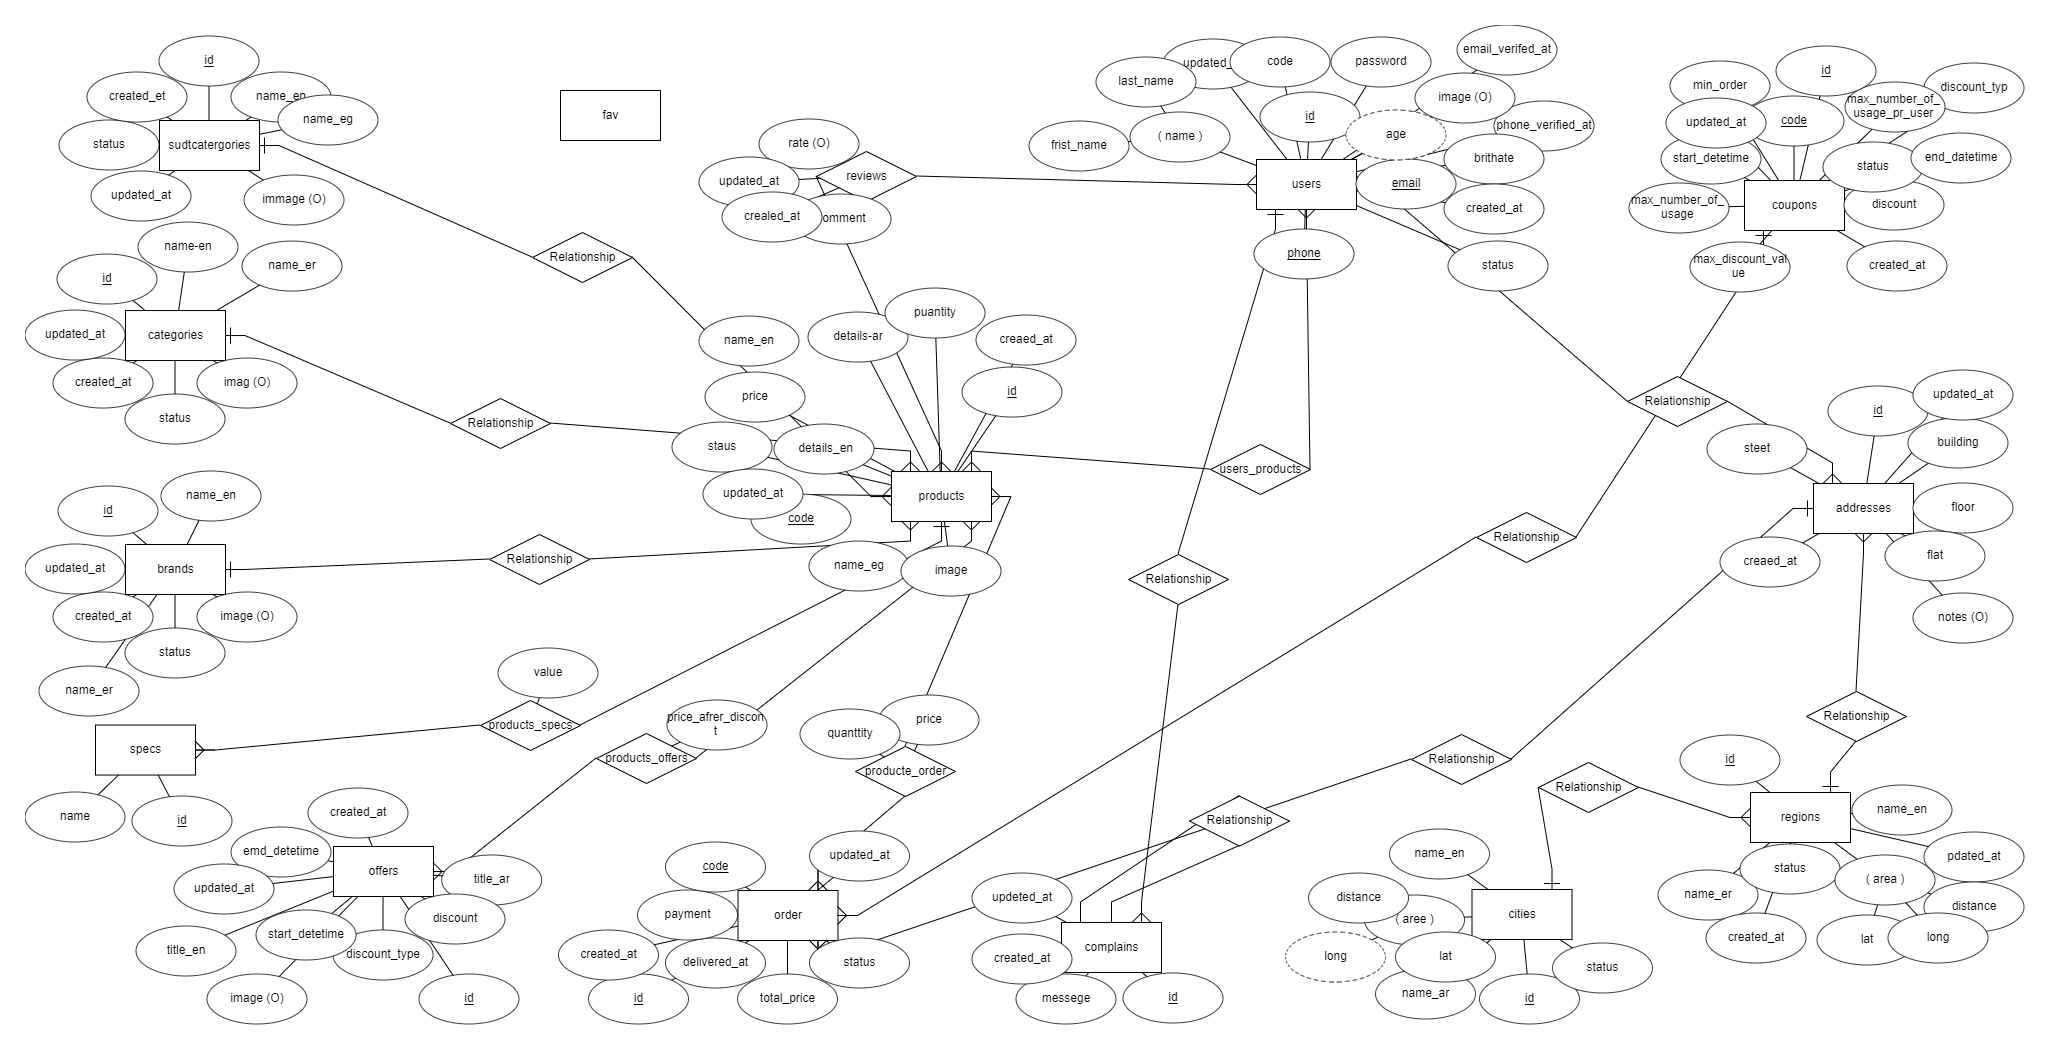 id
created_et
name_en
name_eg
status
sudtcatergories
updated_at
immage (O)
fav
Relationship
name-en
id
name_er
updated_at
categories
created_at
imag (O)
status
Relationship
id
name_en
updated_at
brands
created_at
image (O)
status
name_er
Relationship
specs
name
id
value
products_specs
rate (O)
updated_at
reviews
crealed_at
omment
name_en
details-ar
puantity
creaed_at
price
id
staus
details_en
updated_at
code
products
name_eg
image
price_afrer_discon
t
products_offers
quanttity
price
producte_order
created_at
emd_detetime
updated_at
offers
title_ar
discount
title_en
start_detetime
discount_type
image (O)
id
code
updated_at
payment
order
created_at
delivered_at
status
id
total_price
last_name
updated_
code
password
email_verifed_at
image (O)
frist_name
( name )
id
age
phone_verified_at
brithate
users
email
created_at
phone
status
users_products
Relationship
min_order
id
discount_typ
updated_at
code
max_number_of_
usage_pr_user
start_detetime
status
end_datetime
max_number_of_
usage
coupons
discount
max_discount_val
ue
created_at
Relationship
Relationship
id
updated_at
steet
building
addresses
floor
creaed_at
flat
notes (O)
Relationship
Relationship
Relationship
Relationship
updeted_at
complains
created_at
messege
id
name_en
distance
( aree )
cities
long
lat
status
name_ar
id
id
regions
name_en
status
pdated_at
name_er
( area )
distance
created_at
lat
long